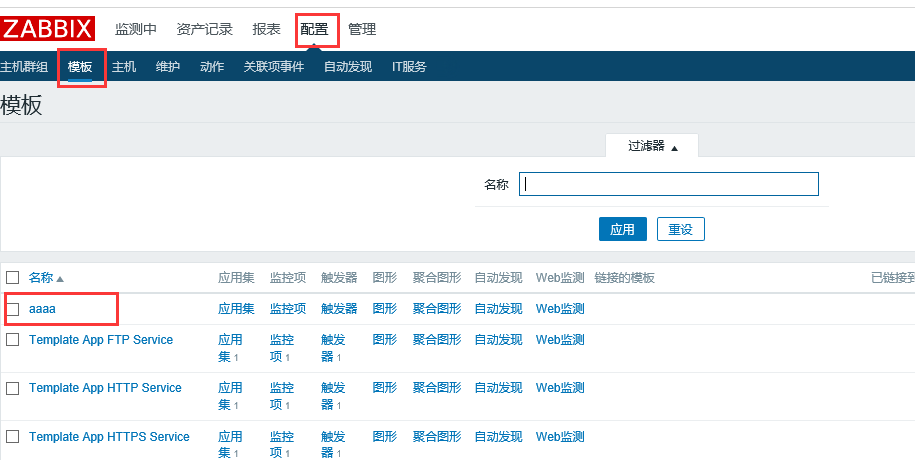 ZABBIX 监测中 资产记录 报表 配置 管理
主机群组 模板 主机 维护 动作 关联项事件 自动发现 IT服务
模板
过滤器 ▲
名称
应用 重设
名称 ▲ 应用集 监控项 触发器 图形 聚合图形 自动发现 Web监测 链接的模板 已链接到
aaaa 应用集 监控项 触发器 图形 聚合图形 自动发现 Web监测
Template App FTP Service 应用集 1 监控项 1 触发器 1 图形 聚合图形 自动发现 Web监测
Template App HTTP Service 应用集 1 监控项 1 触发器 1 图形 聚合图形 自动发现 Web监测
Template App HTTPS Service 应用集 1 监控项 1 触发器 1 图形 聚合图形 自动发现 Web监测